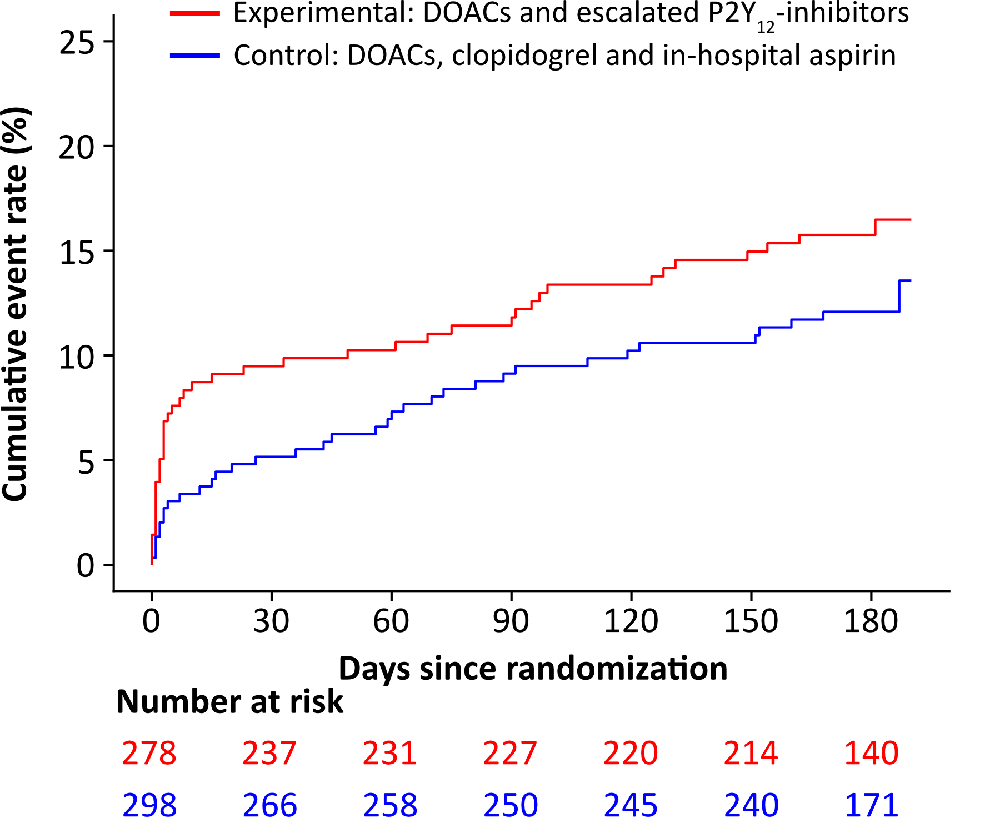 Experimental: DOACs and escalated P2Y12-inhibitors
Control: DOACs, clopidogrel and in-hospital aspirin
Cumulative event rate (%)
25
20
15
10
5
0
0 30 60 90 120 150 180
Days since randomization
Number at risk
278 237 231 227 220 214 140
298 266 258 250 245 240 171